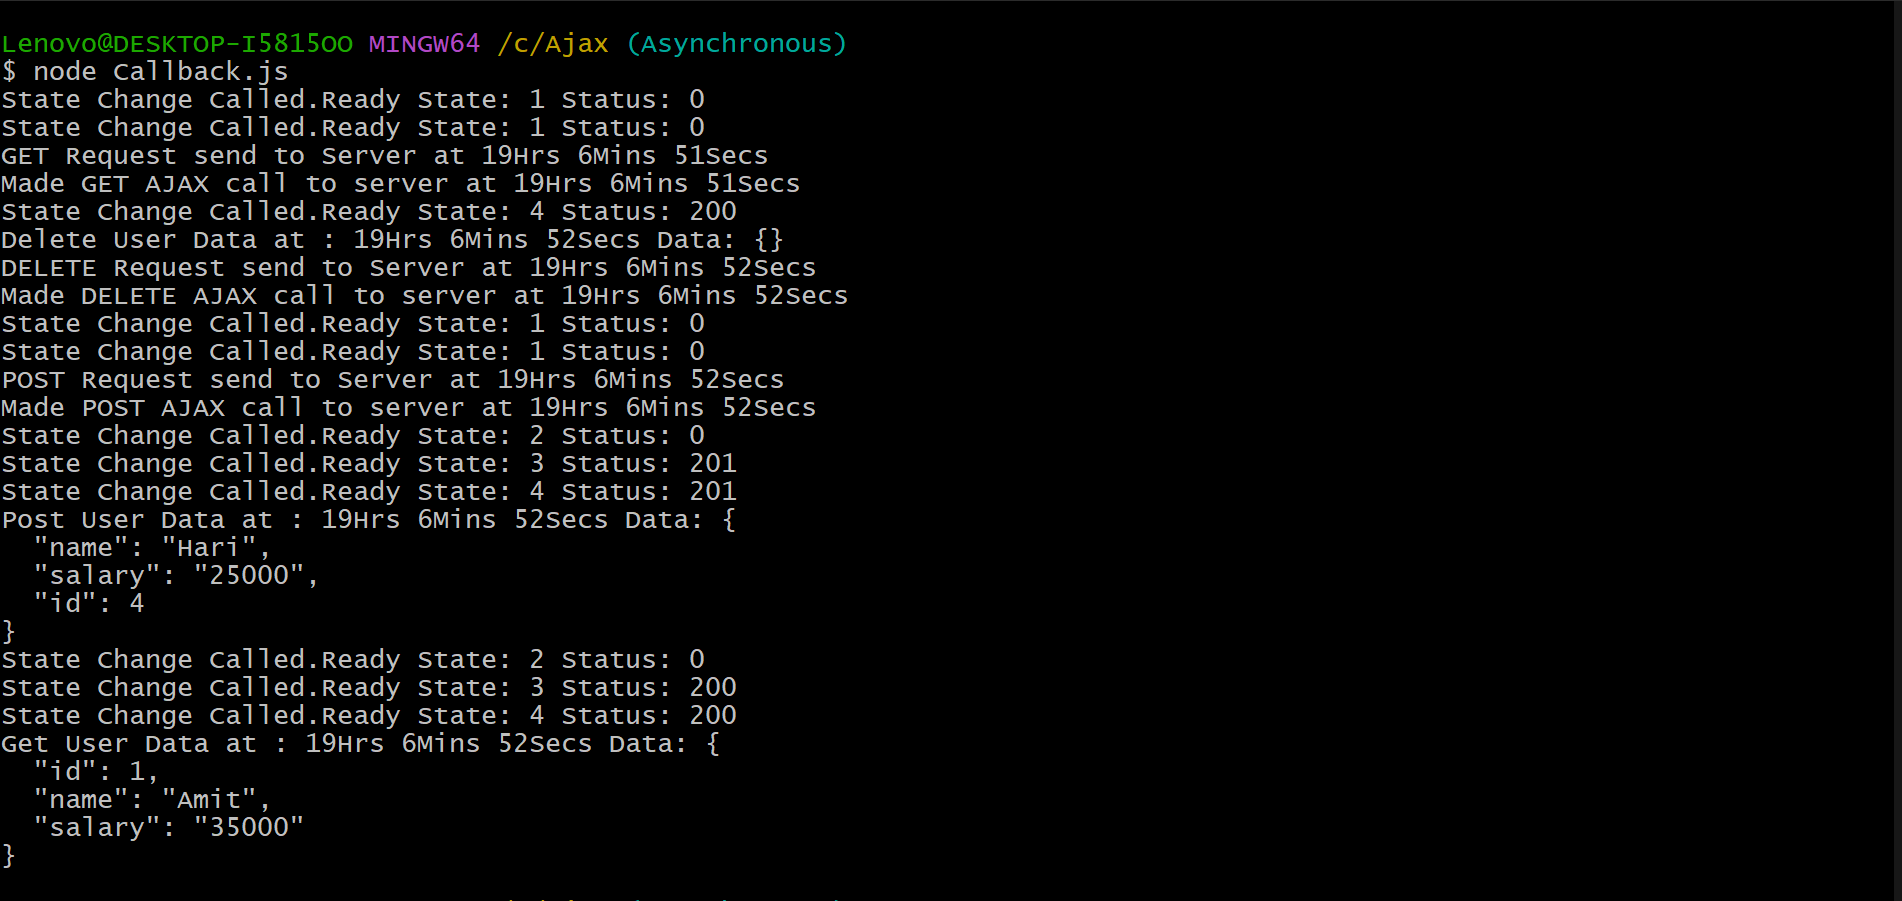 Lenovo@DESKTOP-I5815OO MINGW64 /c/Ajax (Asynchronous)
$ node Callback.js
State Change Called.Ready State: 1 Status: 0
State Change Called.Ready State: 1 Status: 0
GET Request send to Server at 19Hrs 6Mins 51Secs
Made GET AJAX call to server at 19Hrs 6Mins 51Secs
State Change Called.Ready State: 4 Status: 200
Delete User Data at : 19Hrs 6Mins 52Secs Data: {}
DELETE Request send to Server at 19Hrs 6Mins 52Secs
Made DELETE AJAX call to server at 19Hrs 6Mins 52Secs
State Change Called.Ready State: 1 Status: 0
State Change Called.Ready State: 1 Status: 0
POST Request send to Server at 19Hrs 6Mins 52Secs
Made POST AJAX call to server at 19Hrs 6Mins 52Secs
State Change Called.Ready State: 2 Status: 0
State Change Called.Ready State: 3 Status: 201
State Change Called.Ready State: 4 Status: 201
Post User Data at : 19Hrs 6Mins 52Secs Data: {
  "name": "Hari",
  "salary": "25000",
  "id": 4
}
State Change Called.Ready State: 2 Status: 0
State Change Called.Ready State: 3 Status: 200
State Change Called.Ready State: 4 Status: 200
Get User Data at : 19Hrs 6Mins 52Secs Data: {
  "id": 1,
  "name": "Amit",
  "salary": "35000"
}